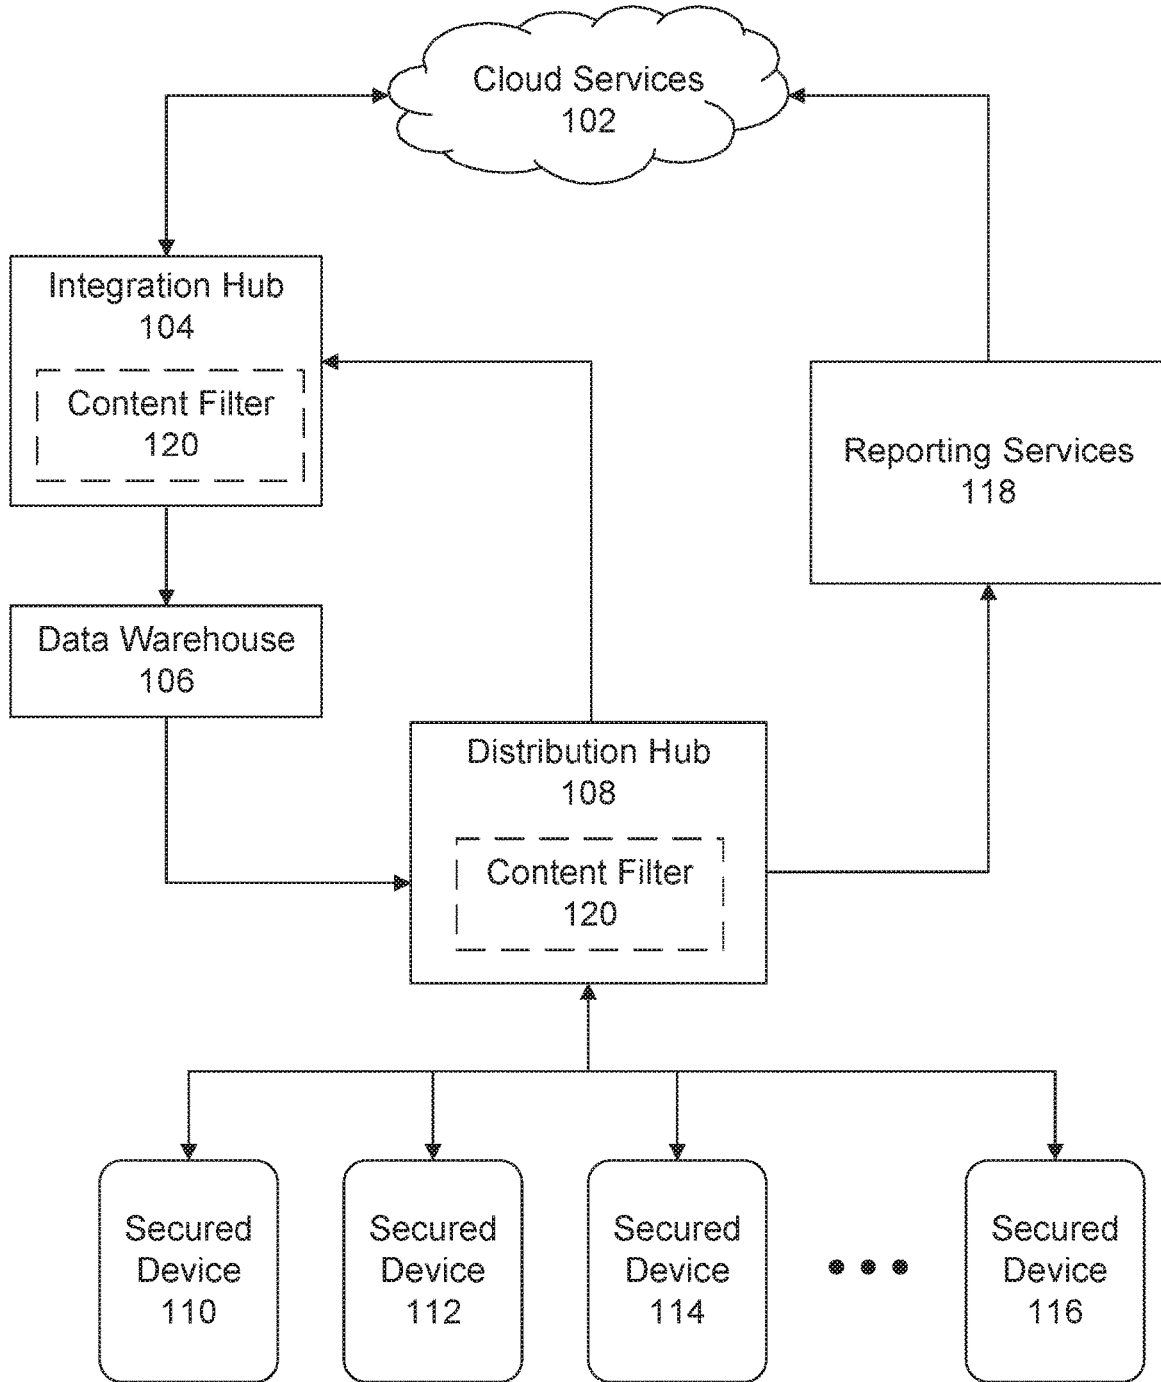 Cloud Services
102
Integration Hub
104
Content Filter
120
Reporting Services
118
Data Warehouse
106
Distribution Hub
108
Content Filter
120
Secured
Device
110
Secured
Device
112
Secured
Device
114
Secured
Device
116